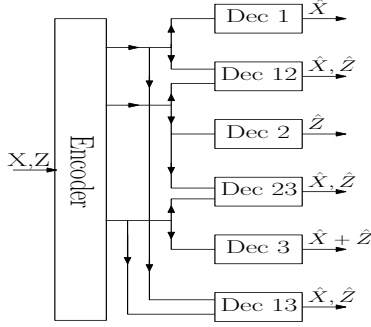 X,Z
Encoder
Dec 1
X̂
Dec 12
X̂, Ẑ
Dec 2
Ẑ
Dec 23
X̂, Ẑ
Dec 3
X̂ + Ẑ
Dec 13
X̂, Ẑ